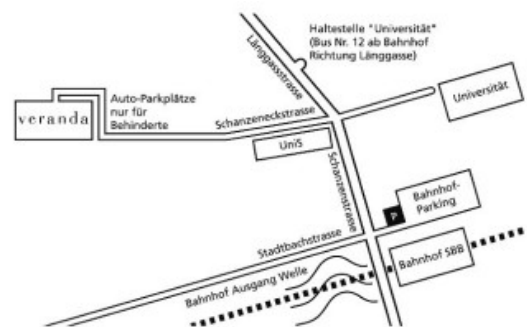 Haltestelle "Universität"
(Bus Nr. 12 ab Bahnhof
Richtung Länggasse)
Länggassstrasse
Auto-Parkplätze
nur für
Behinderte
veranda
Schanzeneckstrasse
UniS
Universität
Schanzenstrasse
Bahnhof-
Parking
P
Stadtbachstrasse
Bahnhof Ausgang Welle
Bahnhof SBB